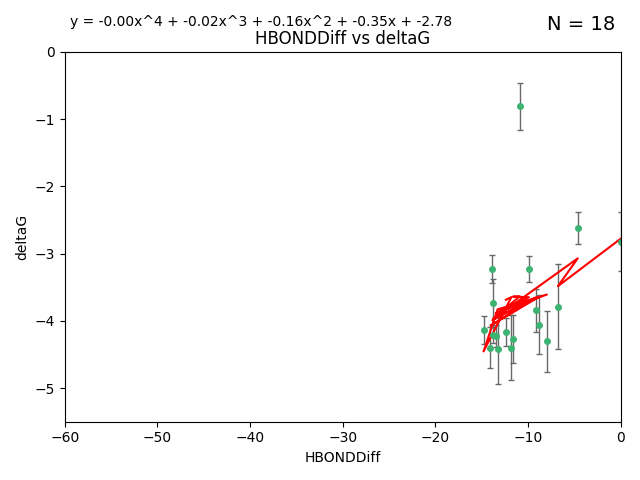 y = -0.00x^4 + -0.02x^3 + -0.16x^2 + -0.35x + -2.78
N = 18
HBONDDiff vs deltaG
0
−1
−2
−3
−4
−5
deltaG
−60 −50 −40 −30 −20 −10 0
HBONDDiff